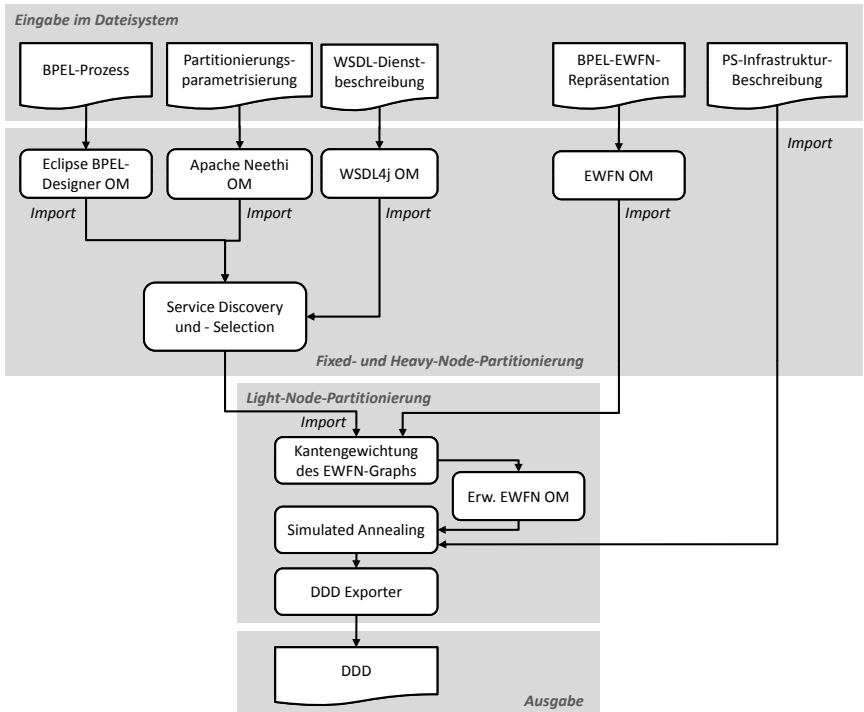 Eingabe im Dateisystem
BPEL-Prozess
Partitionierungs-
parametrisierung
WSDL-Dienst-
beschreibung
BPEL-EWFN-
Repräsentation
PS-Infrastruktur-
Beschreibung
Import
Eclipse BPEL-
Designer OM
Apache Neethi
OM
WSDL4j OM
EWFN OM
Import
Import
Import
Import
Service Discovery
und - Selection
Fixed- und Heavy-Node-Partitionierung
Light-Node-Partitionierung
Import
Kantengewichtung
des EWFN-Graphs
Erw. EWFN OM
Simulated Annealing
DDD Exporter
DDD
Ausgabe